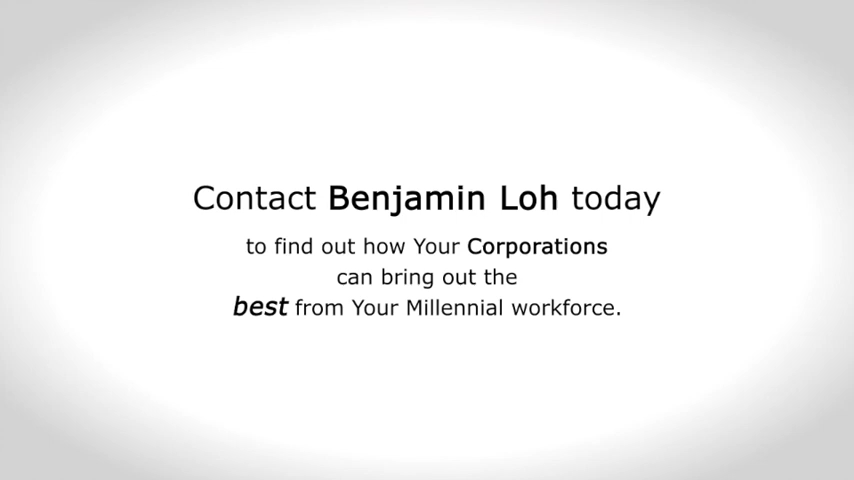 Contact Benjamin Loh today
to find out how Your Corporations
can bring out the
best from Your Millennial workforce.